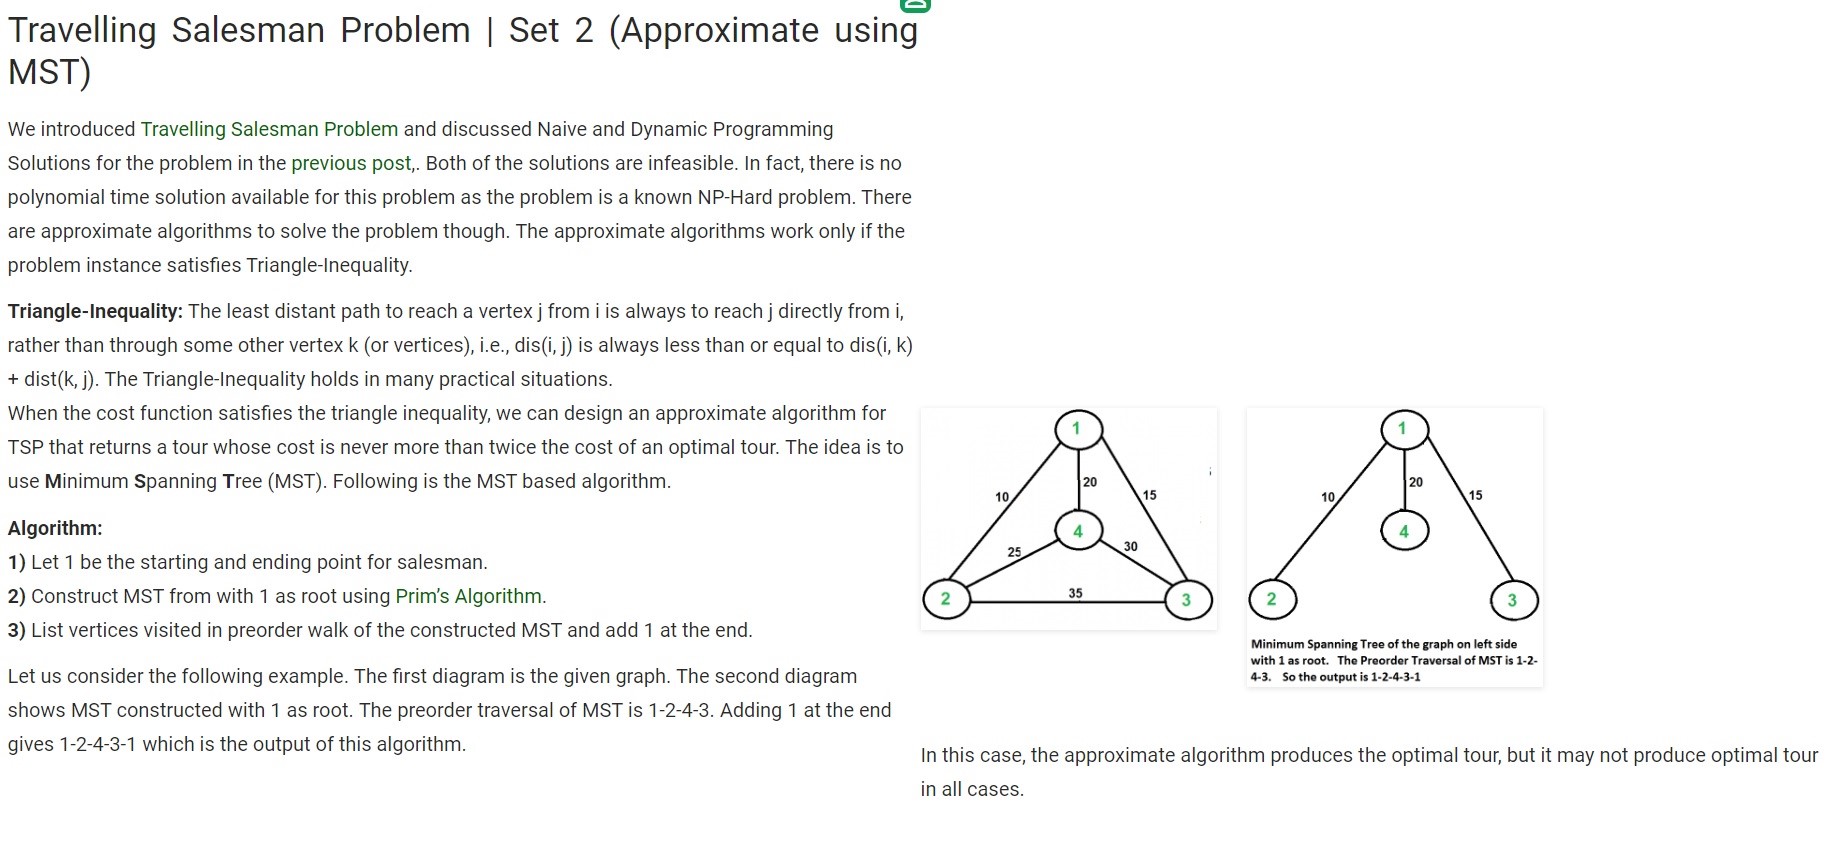 Travelling Salesman Problem | Set 2 (Approximate using
MST)
We introduced Travelling Salesman Problem and discussed Naive and Dynamic Programming
Solutions for the problem in the previous post,. Both of the solutions are infeasible. In fact, there is no
polynomial time solution available for this problem as the problem is a known NP-Hard problem. There
are approximate algorithms to solve the problem though. The approximate algorithms work only if the
problem instance satisfies Triangle-Inequality.
Triangle-Inequality: The least distant path to reach a vertex j from i is always to reach j directly from i,
rather than through some other vertex k (or vertices), i.e., dis(i, j) is always less than or equal to dis(i, k)
+ dist(k, j). The Triangle-Inequality holds in many practical situations.
When the cost function satisfies the triangle inequality, we can design an approximate algorithm for
TSP that returns a tour whose cost is never more than twice the cost of an optimal tour. The idea is to
use Minimum Spanning Tree (MST). Following is the MST based algorithm.
Algorithm:
1) Let 1 be the starting and ending point for salesman.
2) Construct MST from with 1 as root using Prim's Algorithm.
3) List vertices visited in preorder walk of the constructed MST and add 1 at the end.
Let us consider the following example. The first diagram is the given graph. The second diagram
shows MST constructed with 1 as root. The preorder traversal of MST is 1-2-4-3. Adding 1 at the end
gives 1-2-4-3-1 which is the output of this algorithm.
1
20
10
15
4
25
30
35
2
3
1
20
10
15
4
2
3
Minimum Spanning Tree of the graph on left side
with 1 as root. The Preorder Traversal of MST is 1-2-
4-3. So the output is 1-2-4-3-1
In this case, the approximate algorithm produces the optimal tour, but it may not produce optimal tour
in all cases.